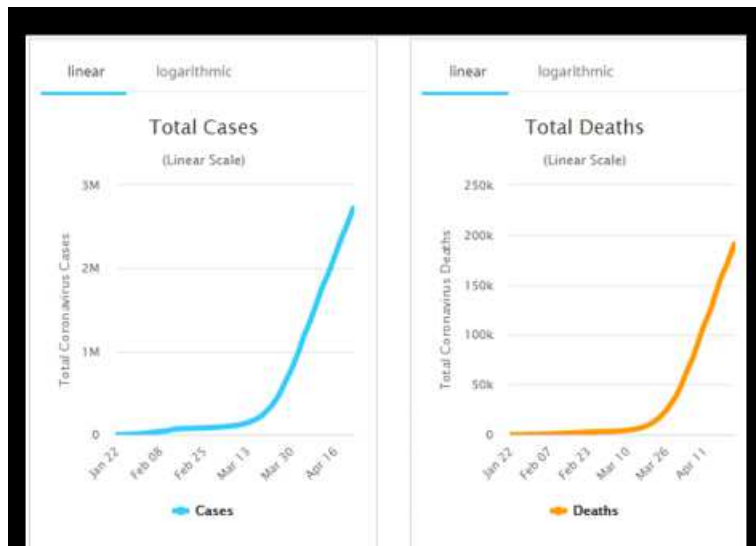 linear logarithmic
Total Cases
(Linear Scale)
Total Coronavirus Cases
3M
2M
1M
0
Jan 22 Feb 08 Feb 25 Mar 13 Mar 30 Apr 16
Cases
linear logarithmic
Total Deaths
(Linear Scale)
Total Coronavirus Deaths
250k
200k
150k
100k
50k
0
Jan 22 Feb 07 Feb 23 Mar 10 Mar 26 Apr 11
Deaths